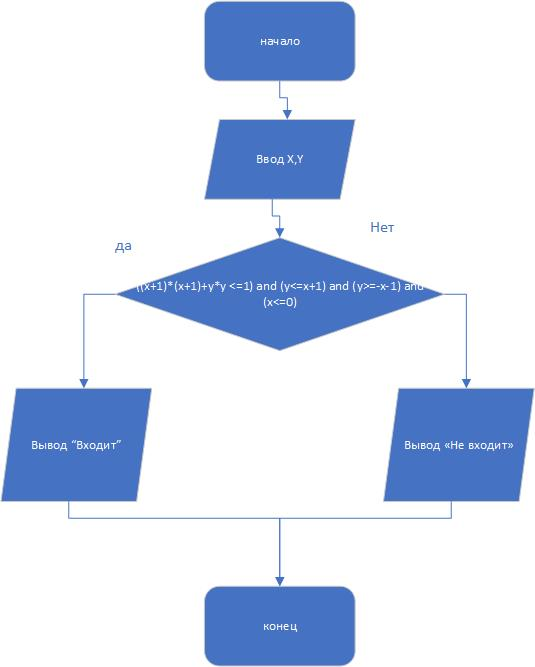 начало
Ввод X,Y
Нет
да
((x+1)*(x+1)+y*y <=1) and (y<=x+1) and (y>=-x-1) and
(x<=0)
Вывод “Входит”
Вывод «Не входит»
конец